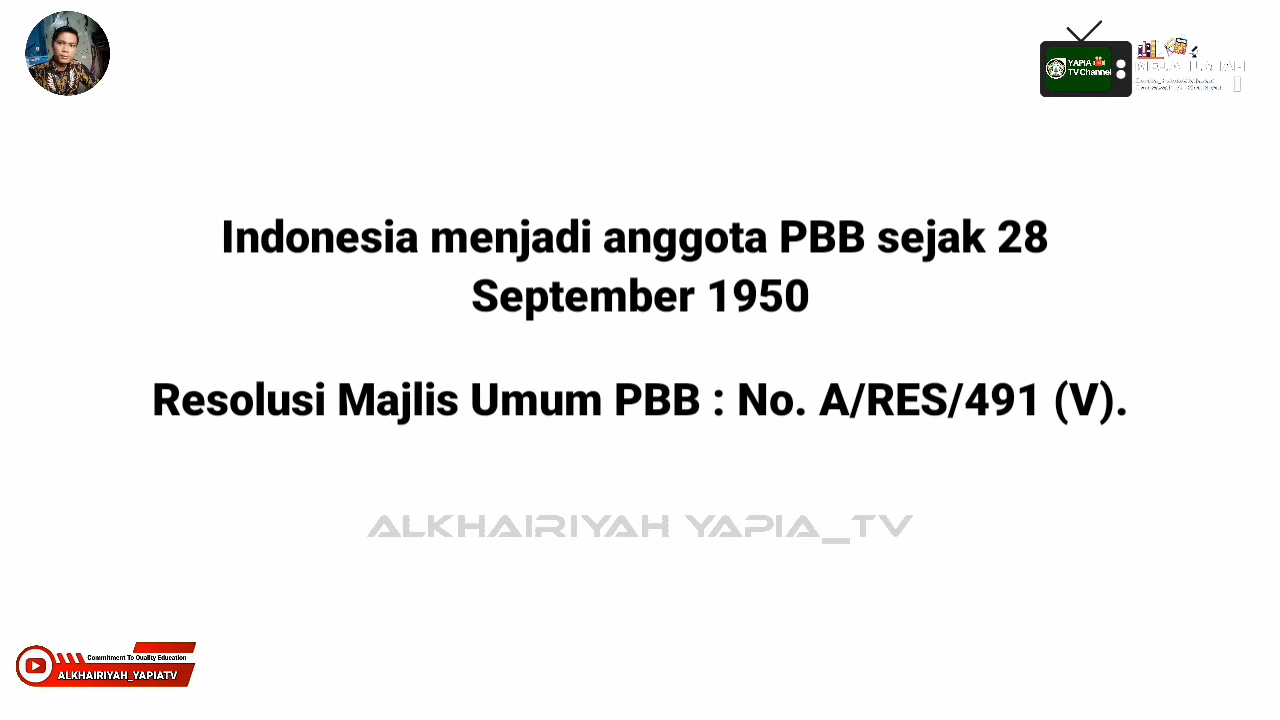 YAPIA
TV Channel
Indonesia menjadi anggota PBB sejak 28
September 1950
Resolusi Majlis Umum PBB : No. A/RES/491 (V).
ALKHAIRIYAH YAPIA_TV
Commitment To Quality Education
ALKHAIRIYAH_YAPIATV